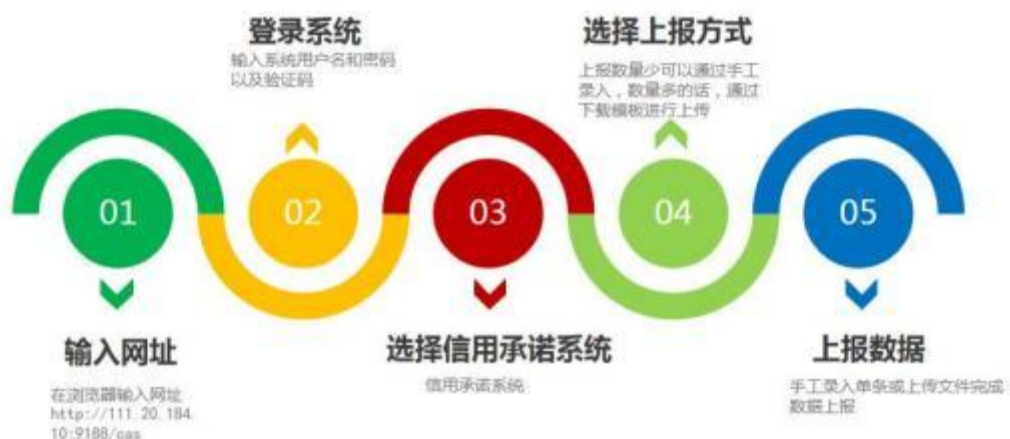 登录系统
输入系统用户名和密码
以及验证码
选择上报方式
上报数量少可以通过手工
录入，数量多的话，通过
下载模板进行上传
01
02
03
04
05
输入网址
在浏览器输入网址
http://111.20.184.
10:9188/cas
选择信用承诺系统
信用承诺系统
上报数据
手工录入单条或上传文件完成
数据上报